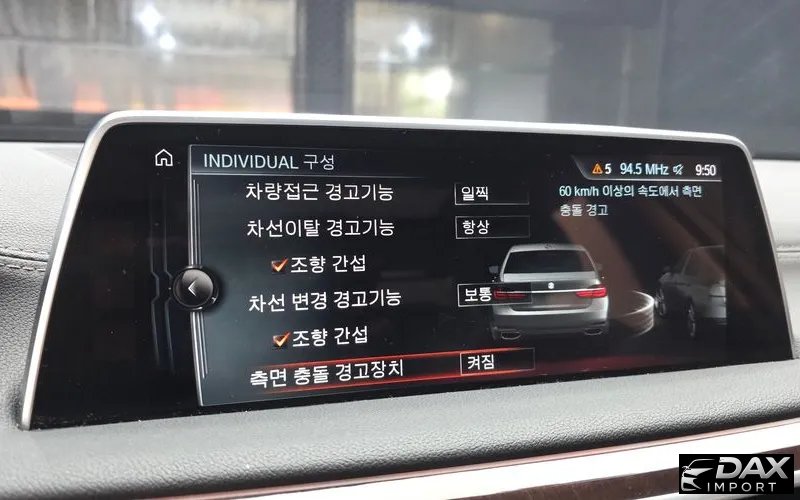 INDIVIDUAL 구성
5 94.5 MHz 9:50
차량접근 경고기능 일찍
60 km/h 이상의 속도에서 측면
충돌 경고
차선이탈 경고기능 항상
조향 간섭
차선 변경 경고기능 보통
조향 간섭
측면 충돌 경고장치 켜짐
DAX
IMPORT